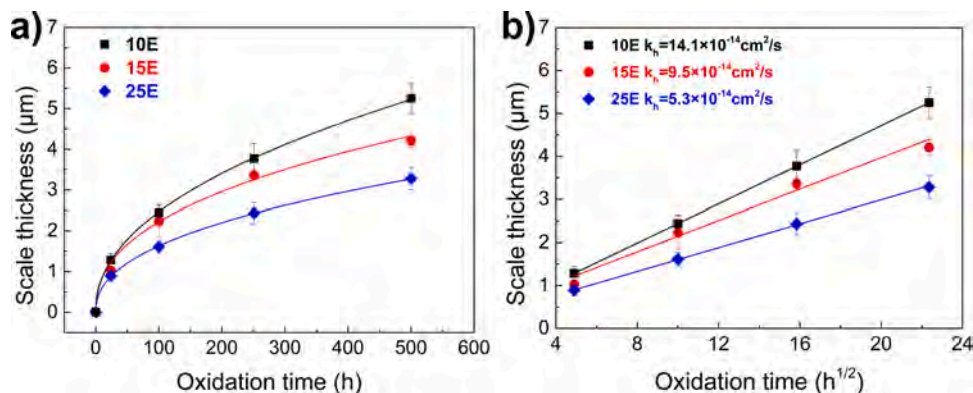 a)
7
6
5
4
3
2
1
0
Scale thickness (μm)
10E
15E
25E
0 100 200 300 400 500 600
Oxidation time (h)
b)
7
6
5
4
3
2
1
0
Scale thickness (μm)
10E k_h=14.1×10^-14 cm^2/s
15E k_h=9.5×10^-14 cm^2/s
25E k_h=5.3×10^-14 cm^2/s
4 8 12 16 20 24
Oxidation time (h^1/2)